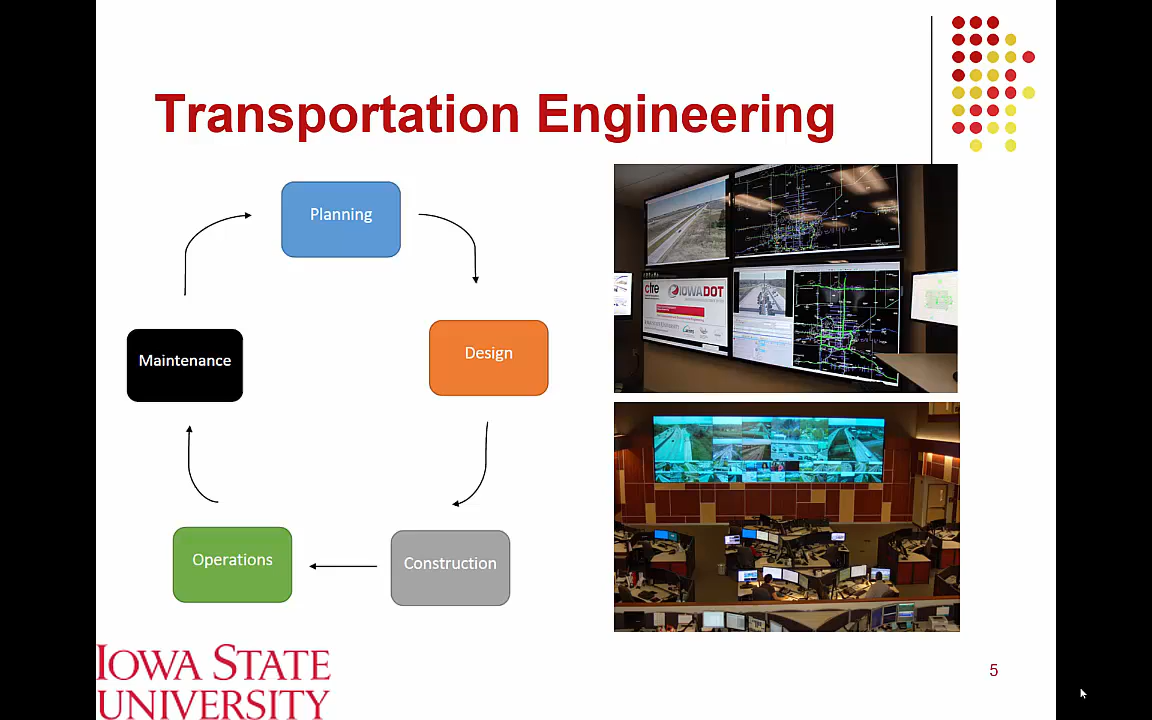 Transportation Engineering
Planning
Design
Maintenance
Operations
Construction
ctre
IOWADOT
IOWA STATE
UNIVERSITY
5